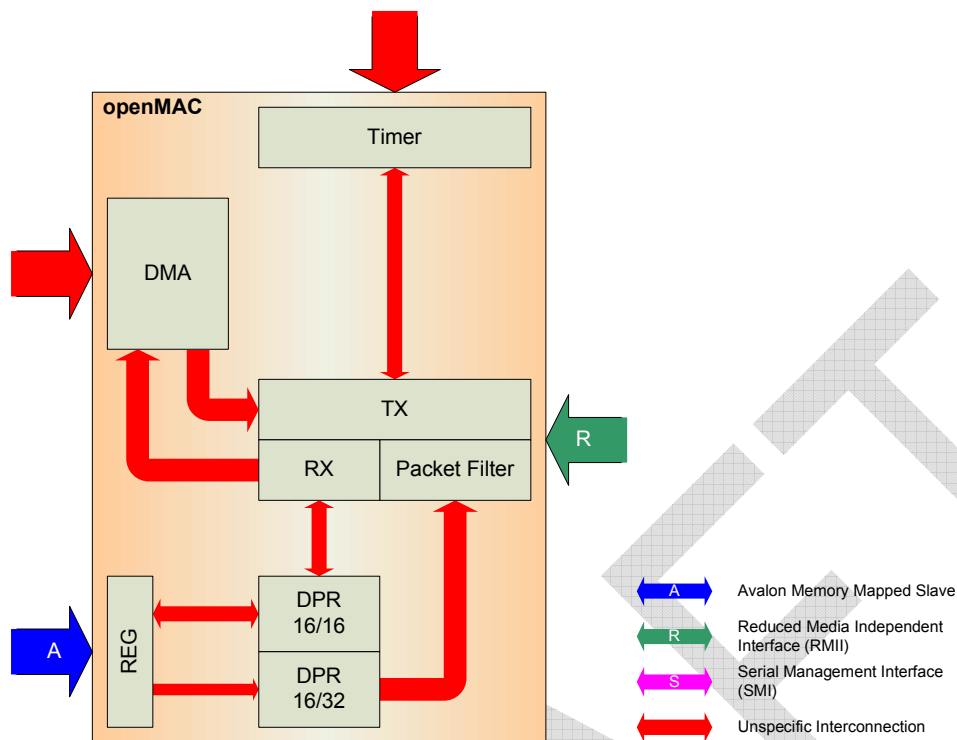 openMAC
Timer
DMA
TX
R
RX
Packet Filter
REG
DPR
16/16
DPR
16/32
A
A
Avalon Memory Mapped Slave
R
Reduced Media Independent
Interface (RMII)
S
Serial Management Interface
(SMI)
Unspecific Interconnection